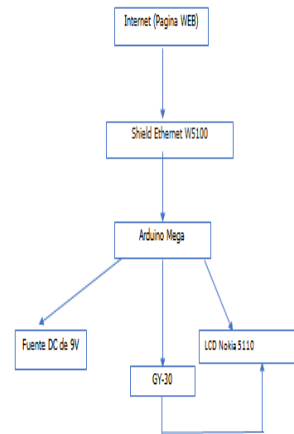 Internet (Pagina WEB)
Shield Ethernet W5100
Arduino Mega
Fuente DC de 9V
LCD Nokia 5110
GY-30